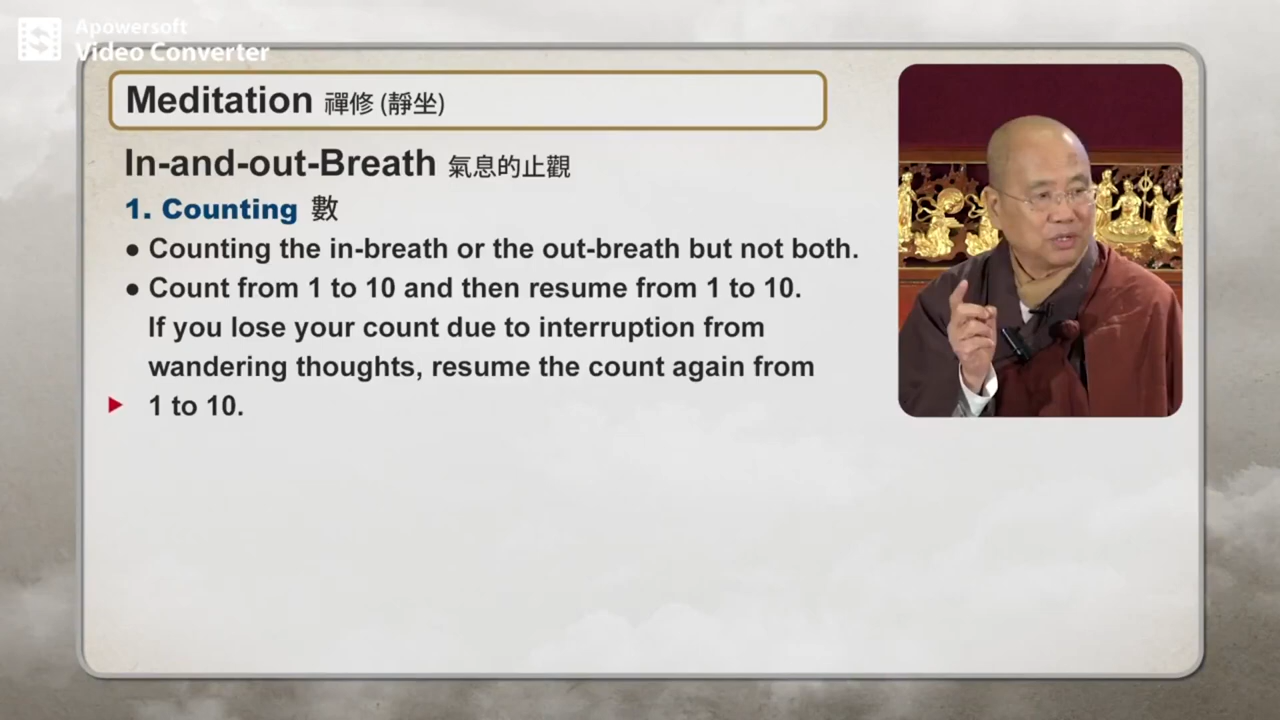 Apowersoft
Video Converter
Meditation 禪修 (靜坐)
In-and-out-Breath 氣息的止觀
1. Counting 數
● Counting the in-breath or the out-breath but not both.
● Count from 1 to 10 and then resume from 1 to 10.
If you lose your count due to interruption from
wandering thoughts, resume the count again from
1 to 10.